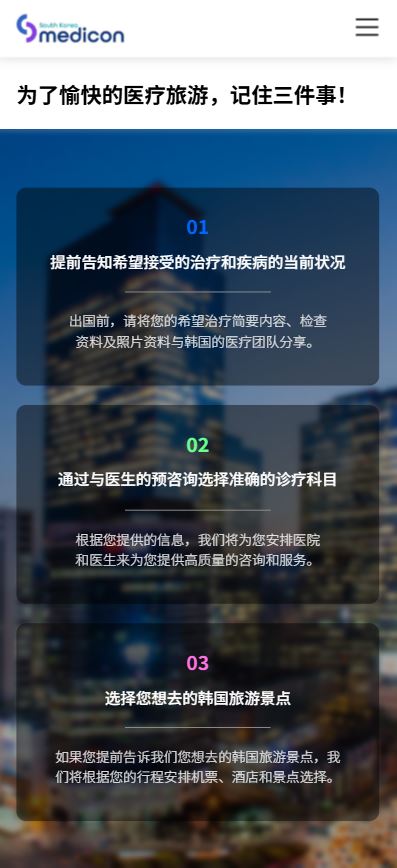 South Korea
medicon
为了愉快的医疗旅游，记住三件事！
01
提前告知希望接受的治疗和疾病的当前状况
出国前，请将您的希望治疗简要内容、检查
资料及照片资料与韩国的医疗团队分享。
02
通过与医生的预咨询选择准确的诊疗科目
根据您提供的信息，我们将为您安排医院
和医生来为您提供高质量的咨询和服务。
03
选择您想去的韩国旅游景点
如果您提前告诉我们您想去的韩国旅游景点，我
们将根据您的行程安排机票、酒店和景点选择。